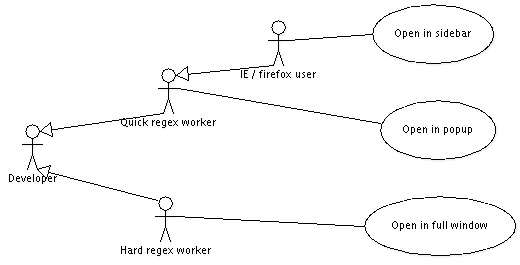 Open in sidebar
IE / firefox user
Quick regex worker
Open in popup
Developer
Open in full window
Hard regex worker